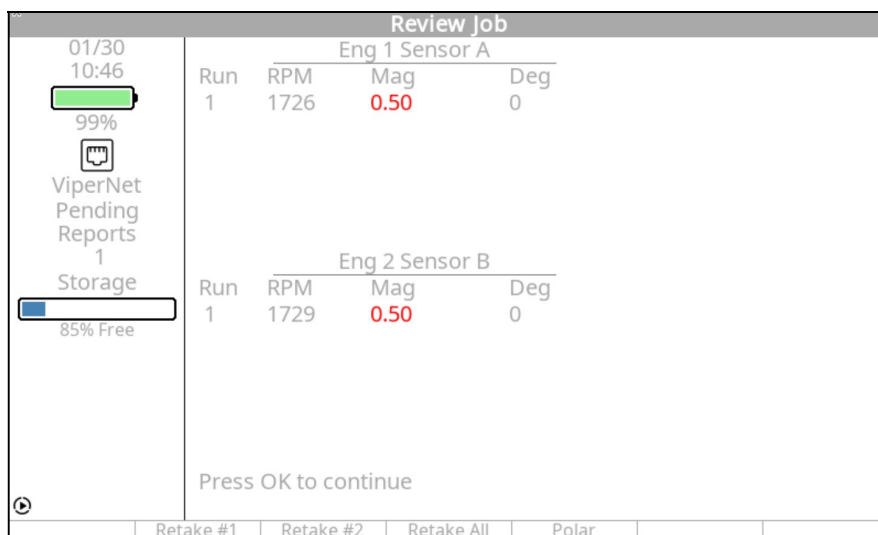 Review Job
01/30
10:46
99%
ViperNet
Pending
Reports
1
Storage
85% Free
Eng 1 Sensor A
Run RPM Mag Deg
1 1726 0.50 0
Eng 2 Sensor B
Run RPM Mag Deg
1 1729 0.50 0
Press OK to continue
Retake #1 Retake #2 Retake All Polar